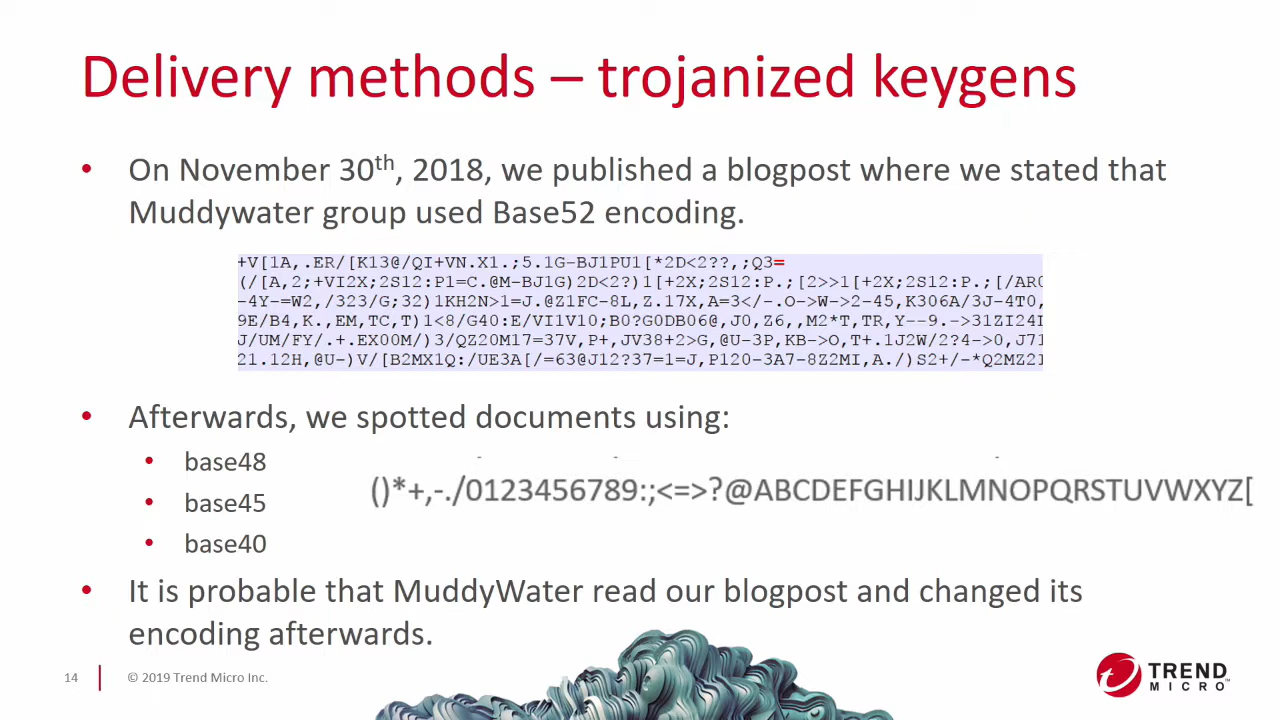 Delivery methods – trojanized keygens
• On November 30th, 2018, we published a blogpost where we stated that
Muddywater group used Base52 encoding.
+V[1A,.ER/[K13@/QI+VN.X1.;5.1G-BJ1PU1[*2D<2??,;Q3=
(/[A,2;+VI2X;2S12:P1=C.@M-BJ1G)2D<2?)1[+2X;2S12:P.;[2>>1[+2X;2S12:P.;[/AR0
-4Y-=W2,/323/G;32)1KH2N>1=J.@Z1FC-8L,Z.17X,A=3</-.O->W->2-45,K306A/3J-4T0,
9E/B4,K.,EM,TC,T)1<8/G40:E/VI1V10;B0?G0DB06@,J0,Z6,,M2*T,TR,Y--9.->31ZI24I
J/UM/FY/.+.EX00M/)3/QZ20M17=37V,P+,JV38+2>G,@U-3P,KB->O,T+.1J2W/2?4->0,J71
21.12H,@U-)V/[B2MX1Q:/UE3A[/=63@J12?37=1=J,P120-3A7-8Z2MI,A./)S2+/-*Q2MZ21
• Afterwards, we spotted documents using:
• base48
()*+,-./0123456789:;<=>?@ABCDEFGHIJKLMNOPQRSTUVWXYZ[
• base45
• base40
• It is probable that MuddyWater read our blogpost and changed its
encoding afterwards.
14
© 2019 Trend Micro Inc.
TREND
MICRO